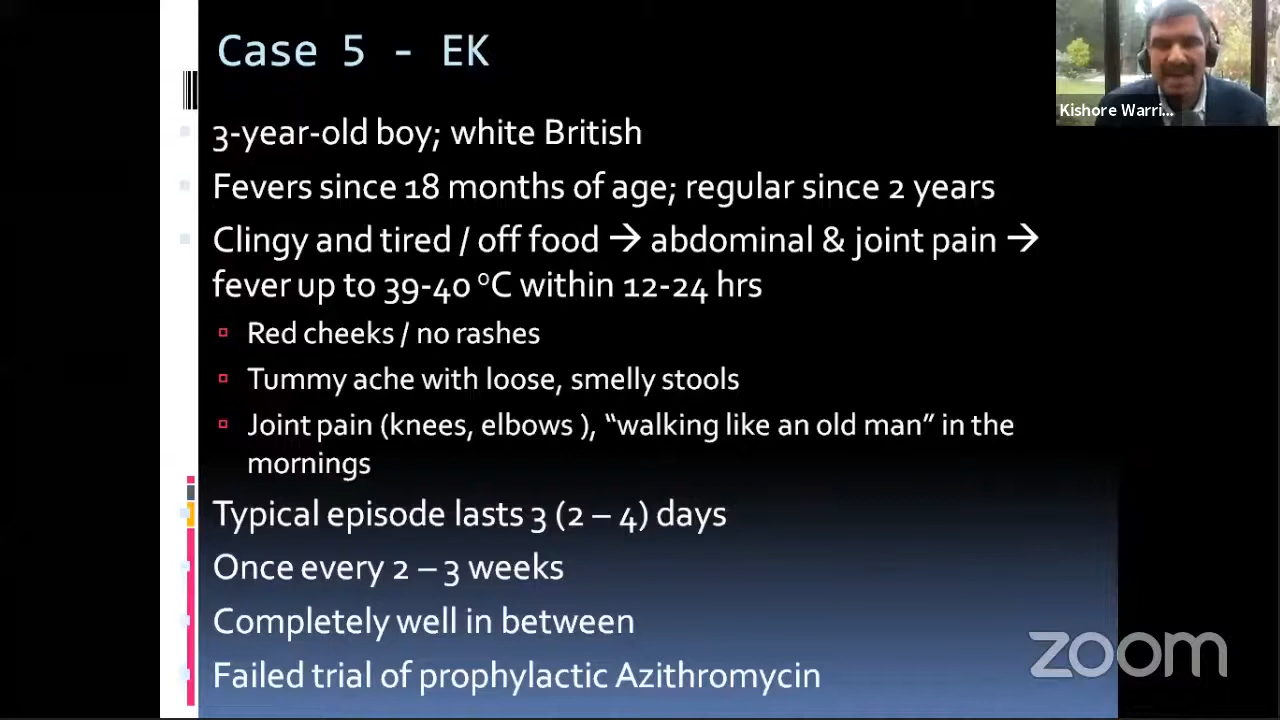 Case 5 - EK
Kishore Warri...
3-year-old boy; white British
Fevers since 18 months of age; regular since 2 years
Clingy and tired / off food → abdominal & joint pain →
fever up to 39-40 ⁰C within 12-24 hrs
Red cheeks / no rashes
Tummy ache with loose, smelly stools
Joint pain (knees, elbows ), “walking like an old man” in the
mornings
Typical episode lasts 3 (2 – 4) days
Once every 2 – 3 weeks
Completely well in between
Failed trial of prophylactic Azithromycin
zoom